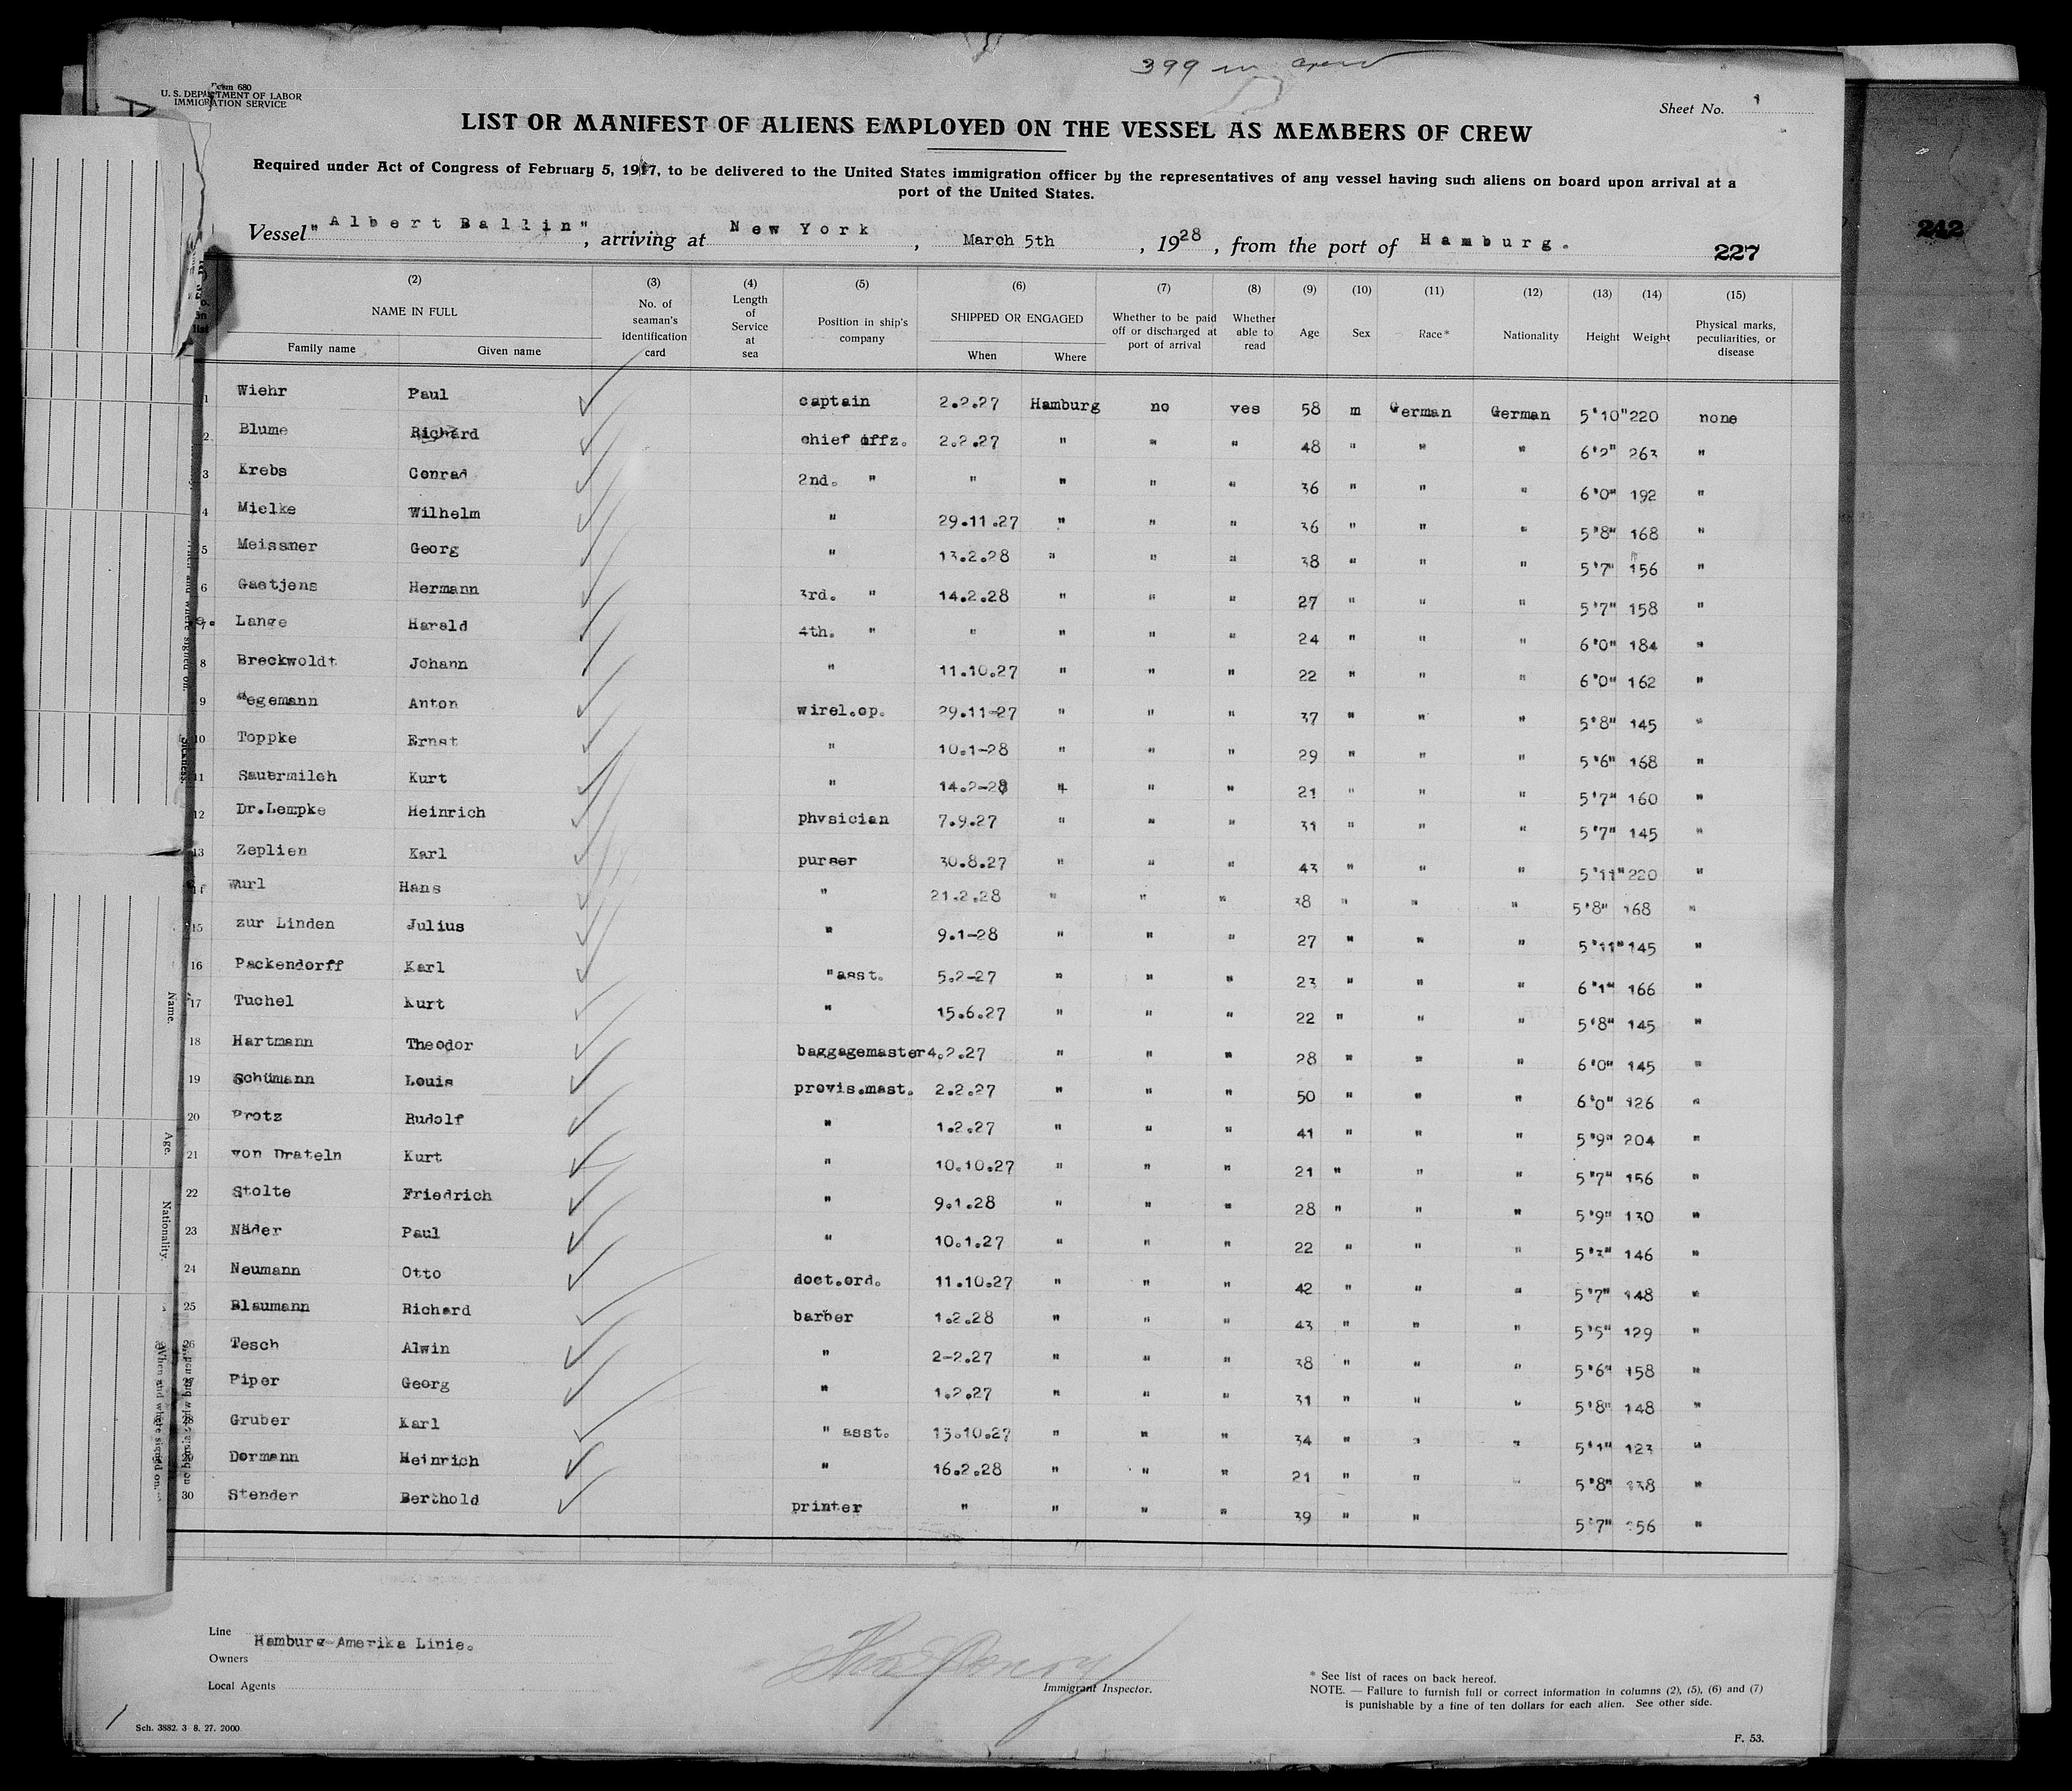 399 in crew
Form 680
U. S. DEPARTMENT OF LABOR
IMMIGRATION SERVICE
Sheet No. 1
LIST OR MANIFEST OF ALIENS EMPLOYED ON THE VESSEL AS MEMBERS OF CREW
Required under Act of Congress of February 5, 1917, to be delivered to the United States immigration officer by the representatives of any vessel having such aliens on board upon arrival at a
port of the United States.
Vessel "Albert Ballin", arriving at New York, March 5th, 1928, from the port of Hamburg.
227
242
(2) (3) (4) (5) (6) (7) (8) (9) (10) (11) (12) (13) (14) (15)
NAME IN FULL No. of seaman's identification card Length of Service at sea Position in ship's company SHIPPED OR ENGAGED Whether to be paid off or discharged at port of arrival Whether able to read Age Sex Race* Nationality Height Weight Physical marks, peculiarities, or disease
Family name Given name When Where
1 Wiehr Paul captain 2.2.27 Hamburg no yes 58 m German German 5'10" 220 none
2 Blume Richard chief offz. 2.2.27 " " " 48 " " " 6'2" 263 "
3 Krebs Conrad 2nd. " " " " " 36 " " " 6'0" 192 "
4 Mielke Wilhelm " 29.11.27 " " " 36 " " " 5'8" 168 "
5 Meissner Georg " 13.2.28 " " " 38 " " " 5'7" 156 "
6 Gaetjens Hermann 3rd. " 14.2.28 " " " 27 " " " 5'7" 158 "
7 Lange Harald 4th. " " " " " 24 " " " 6'0" 184 "
8 Breckwoldt Johann " 11.10.27 " " " 22 " " " 6'0" 162 "
9 Wegemann Anton wirel.op. 29.11-27 " " " 37 " " " 5'8" 145 "
10 Toppke Ernst " 10.1-28 " " " 29 " " " 5'6" 168 "
11 Sauermilch Kurt " 14.2-28 " " " 21 " " " 5'7" 160 "
12 Dr.Lempke Heinrich physician 7.9.27 " " " 31 " " " 5'7" 145 "
13 Zeplien Karl purser 30.8.27 " " " 43 " " " 5'11" 220 "
14 Wurl Hans " 21.2.28 " " " 38 " " " 5'8" 168 "
15 zur Linden Julius " 9.1-28 " " " 27 " " " 5'11" 145 "
16 Packendorff Karl "asst. 5.2-27 " " " 23 " " " 6'1" 166 "
17 Tuchel Kurt " 15.6.27 " " " 22 " " " 5'8" 145 "
18 Hartmann Theodor baggagemaster 4.2.27 " " " 28 " " " 6'0" 145 "
19 Schümann Louis provis.mast. 2.2.27 " " " 50 " " " 6'0" 126 "
20 Protz Rudolf " 1.2.27 " " " 41 " " " 5'9" 204 "
21 von Drateln Kurt " 10.10.27 " " " 21 " " " 5'7" 156 "
22 Stolte Friedrich " 9.1.28 " " " 28 " " " 5'9" 130 "
23 Näder Paul " 10.1.27 " " " 22 " " " 5'3" 146 "
24 Neumann Otto doct.ord. 11.10.27 " " " 42 " " " 5'7" 148 "
25 Blaumann Richard barber 1.2.28 " " " 43 " " " 5'5" 129 "
26 Tesch Alwin " 2-2.27 " " " 38 " " " 5'6" 158 "
27 Piper Georg " 1.2.27 " " " 31 " " " 5'8" 148 "
28 Gruber Karl " asst. 13.10.27 " " " 34 " " " 5'1" 123 "
29 Dormann Heinrich " 16.2.28 " " " 21 " " 5'8" 138 "
30 Stender Berthold printer " " " " 39 " " 5'7" 156 "
Line Hamburg-Amerika Linie.
Owners
Local Agents
Immigrant Inspector.
* See list of races on back hereof.
NOTE. — Failure to furnish full or correct information in columns (2), (5), (6) and (7)
is punishable by a fine of ten dollars for each alien. See other side.
Sch. 3882. 3 8. 27. 2000
F. 53.
Name.
Age.
Nationality.
When and where signed on.